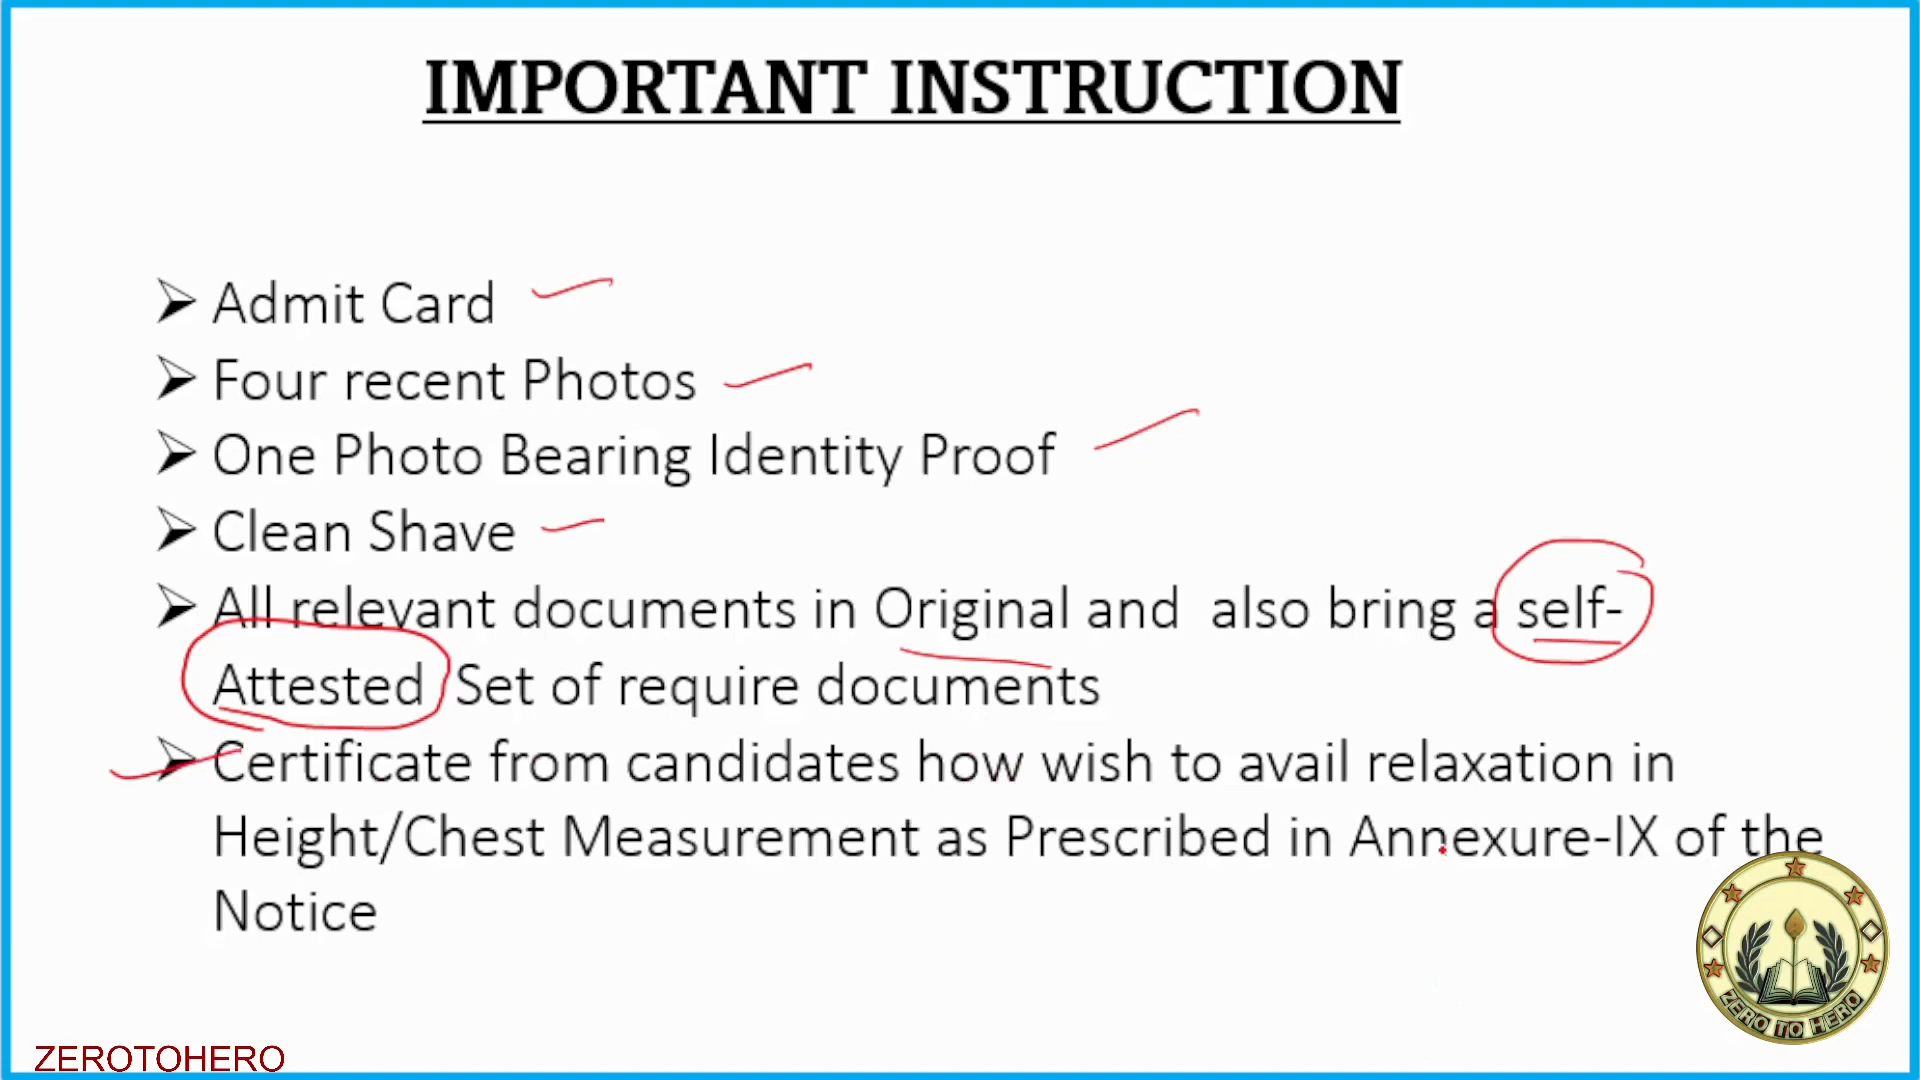 IMPORTANT INSTRUCTION
Admit Card
Four recent Photos
One Photo Bearing Identity Proof
Clean Shave
All relevant documents in Original and also bring a self-
Attested Set of require documents
Certificate from candidates how wish to avail relaxation in
Height/Chest Measurement as Prescribed in Annexure-IX of the
Notice
ZERO TO HERO
ZEROTOHERO